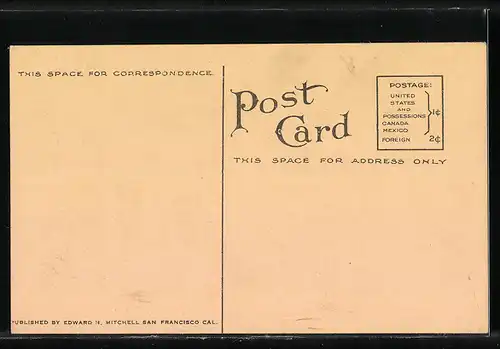 THIS SPACE FOR CORRESPONDENCE.
Post
Card
THIS SPACE FOR ADDRESS ONLY
POSTAGE:
UNITED
STATES
AND
POSSESSIONS
CANADA
MEXICO
1¢
FOREIGN 2¢
PUBLISHED BY EDWARD H. MITCHELL SAN FRANCISCO CAL.